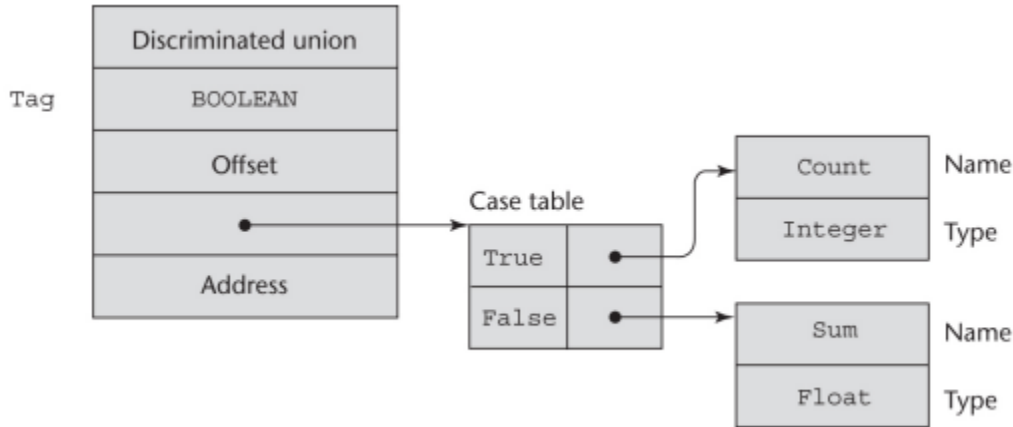 Discriminated union
Tag
BOOLEAN
Offset
Address
Case table
True
False
Count
Name
Integer
Type
Sum
Name
Float
Type